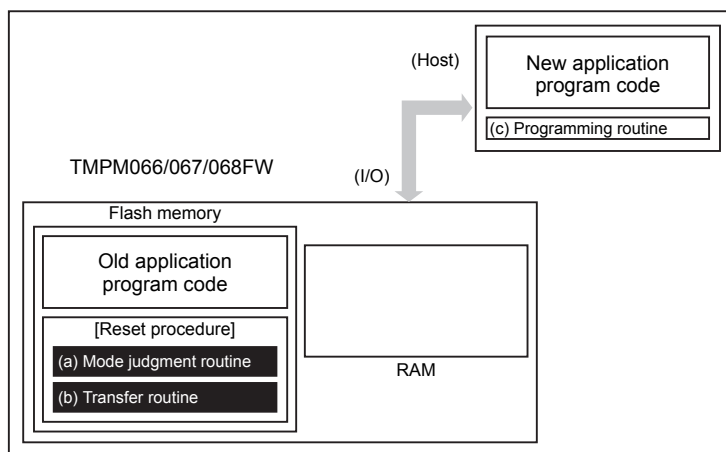 (Host)
New application
program code
(c) Programming routine
TMPM066/067/068FW
(I/O)
Flash memory
Old application
program code
[Reset procedure]
(a) Mode judgment routine
(b) Transfer routine
RAM